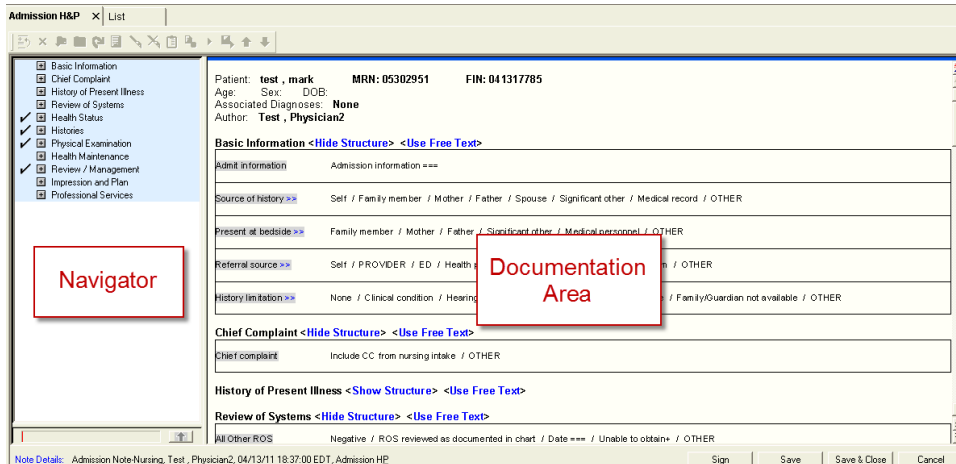 Admission H&P × List
Basic Information
Chief Complaint
History of Present Illness
Review of Systems
Health Status
Histories
Physical Examination
Health Maintenance
Review / Management
Impression and Plan
Professional Services
Navigator
Patient: test , mark MRN: 05302951 FIN: 041317785
Age: Sex: DOB:
Associated Diagnoses: None
Author: Test , Physician2
Basic Information <Hide Structure> <Use Free Text>
Admit information Admission information ===
Source of history >> Self / Family member / Mother / Father / Spouse / Significant other / Medical record / OTHER
Present at bedside >> Family member / Mother / Father / Significant other / Medical personnel / OTHER
Referral source >> Self / PROVIDER / ED / Health / OTHER
History limitation >> None / Clinical condition / Hearing / Family/Guardian not available / OTHER
Documentation
Area
Chief Complaint <Hide Structure> <Use Free Text>
Chief complaint Include CC from nursing intake / OTHER
History of Present Illness <Show Structure> <Use Free Text>
Review of Systems <Hide Structure> <Use Free Text>
All Other ROS Negative / ROS reviewed as documented in chart / Date === / Unable to obtain+ / OTHER
Note Details: Admission Note-Nursing, Test , Physician2, 04/13/11 18:37:00 EDT, Admission HP Sign Save Save & Close Cancel